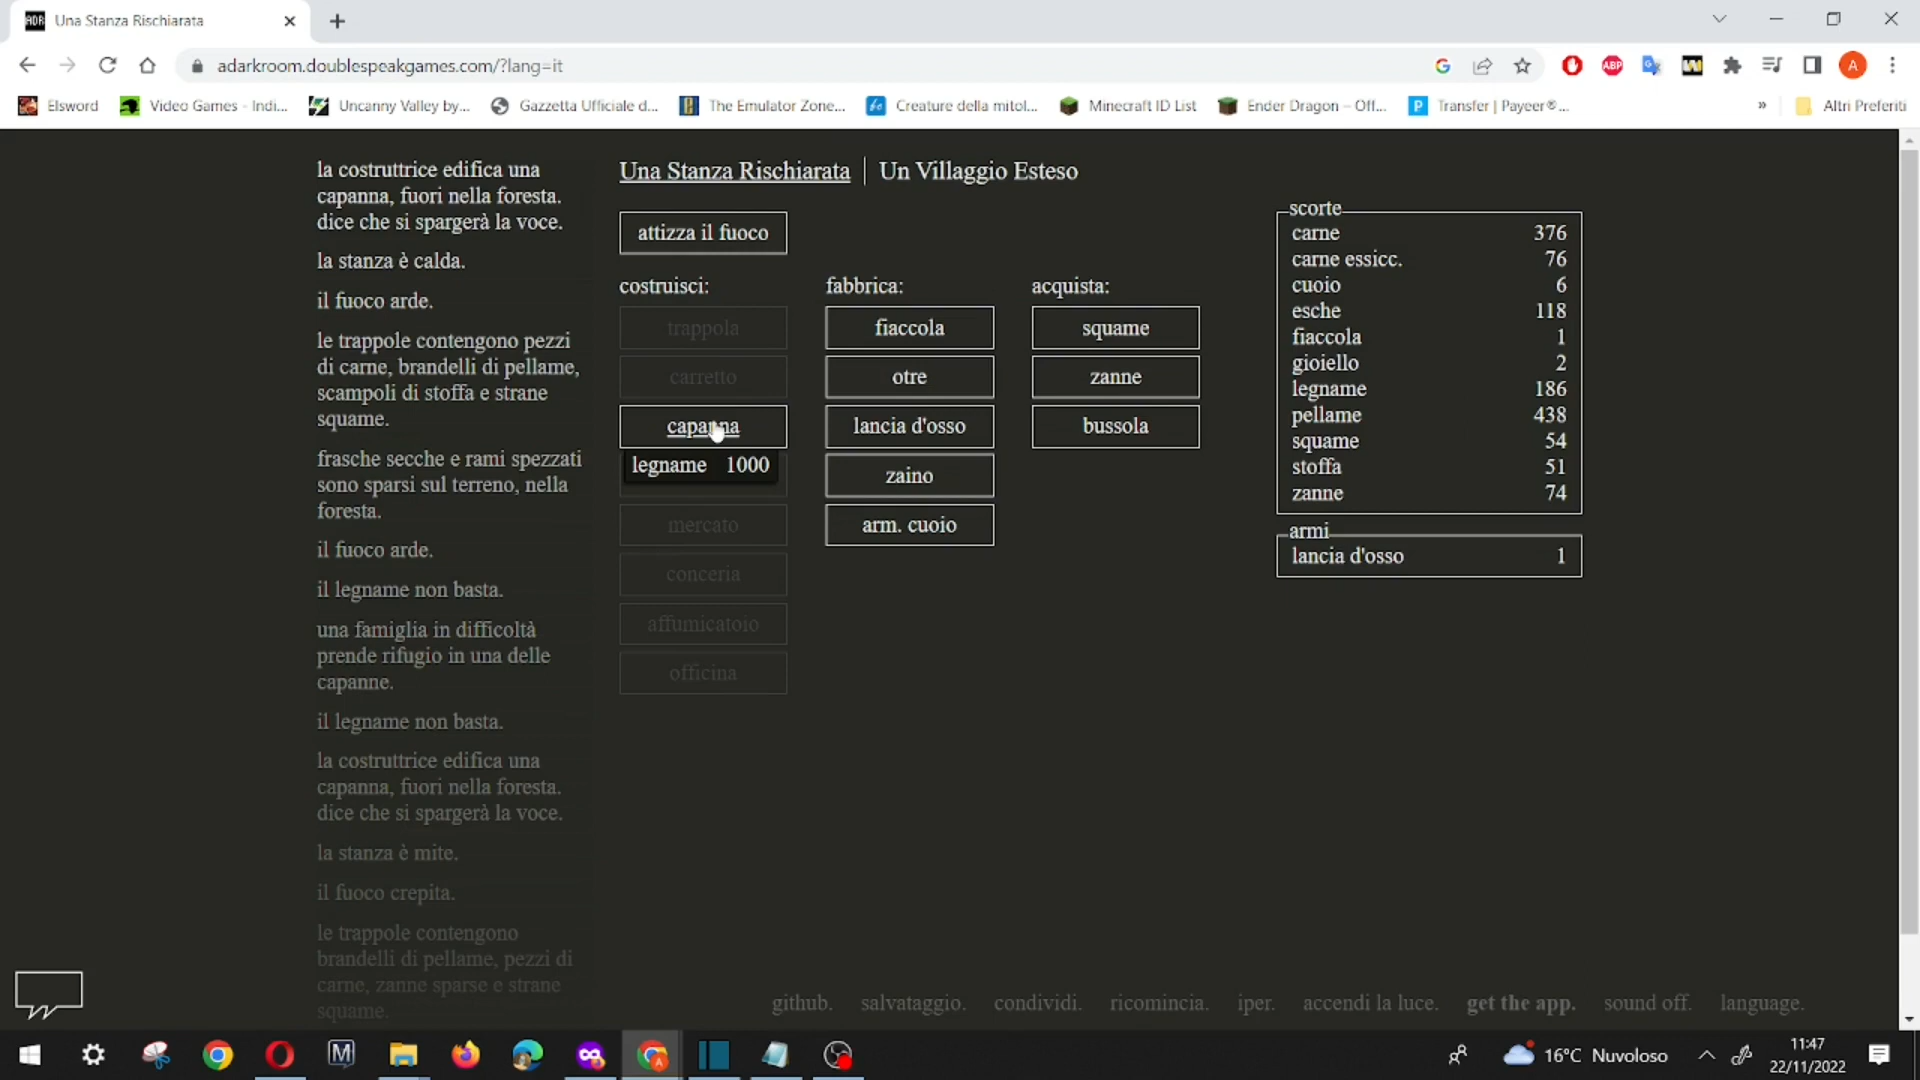 Una Stanza Rischiarata
adarkroom.doublespeakgames.com/?lang=it
Elsword
Video Games - Indi...
Uncanny Valley by...
Gazzetta Ufficiale d...
The Emulator Zone...
Creature della mitol...
Minecraft ID List
Ender Dragon – Off...
Transfer | Payeer®...
»
Altri Preferiti
la costruttrice edifica una
capanna, fuori nella foresta.
dice che si spargerà la voce.
la stanza è calda.
il fuoco arde.
le trappole contengono pezzi
di carne, brandelli di pellame,
scampoli di stoffa e strane
squame.
frasche secche e rami spezzati
sono sparsi sul terreno, nella
foresta.
il fuoco arde.
il legname non basta.
una famiglia in difficoltà
prende rifugio in una delle
capanne.
il legname non basta.
la costruttrice edifica una
capanna, fuori nella foresta.
dice che si spargerà la voce.
la stanza è mite.
il fuoco crepita.
le trappole contengono
brandelli di pellame, pezzi di
carne, zanne sparse e strane
squame.
Una Stanza Rischiarata | Un Villaggio Esteso
attizza il fuoco
costruisci:
trappola
carretto
capanna
legname 1000
mercato
conceria
affumicatoio
officina
fabbrica:
fiaccola
otre
lancia d'osso
zaino
arm. cuoio
acquista:
squame
zanne
bussola
scorte
carne 376
carne essicc. 76
cuoio 6
esche 118
fiaccola 1
gioiello 2
legname 186
pellame 438
squame 54
stoffa 51
zanne 74
armi
lancia d'osso 1
github. salvataggio. condividi. ricomincia. iper. accendi la luce. get the app. sound off. language.
16°C Nuvoloso
11:47
22/11/2022